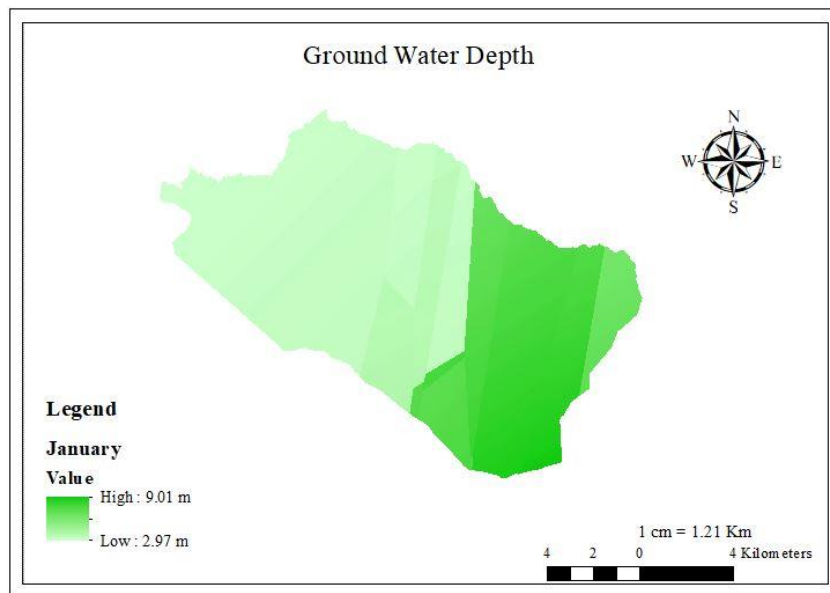 Ground Water Depth
N
W E
S
Legend
January
Value
High : 9.01 m
Low : 2.97 m
1 cm = 1.21 Km
4 2 0 4 Kilometers